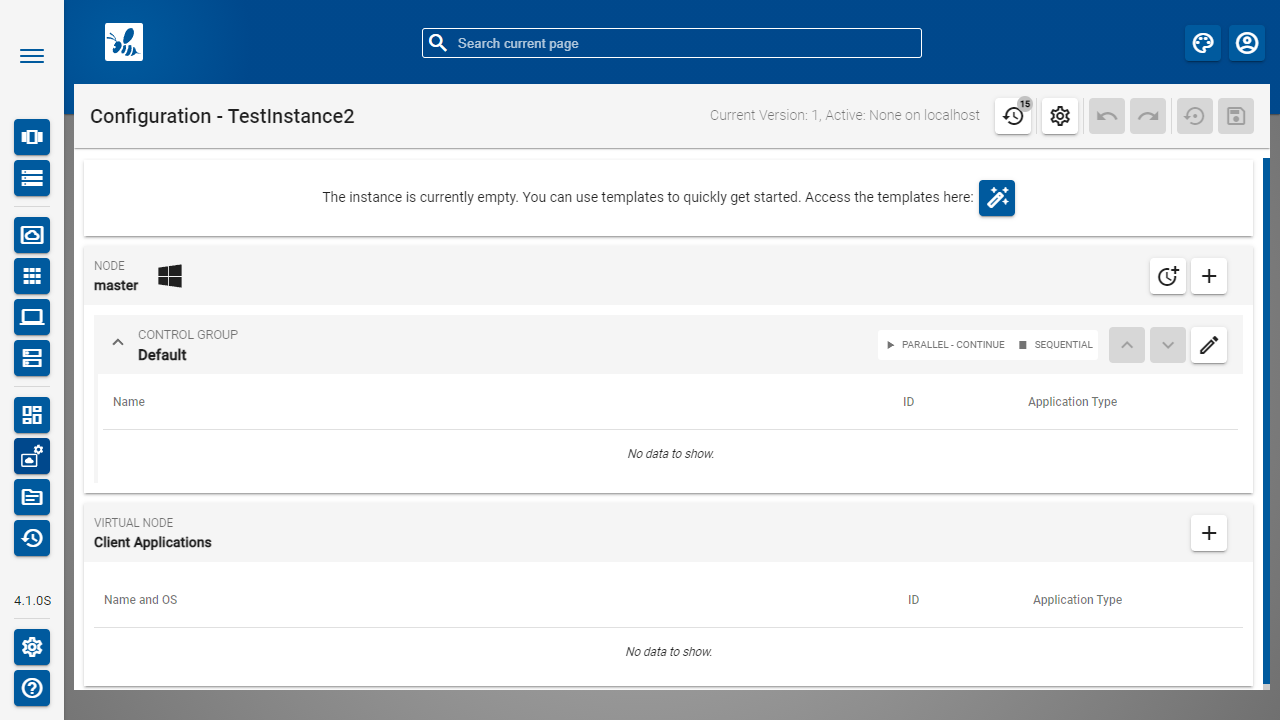 Search current page
Configuration - TestInstance2
Current Version: 1, Active: None on localhost
15
The instance is currently empty. You can use templates to quickly get started. Access the templates here:
NODE
master
CONTROL GROUP
Default
PARALLEL - CONTINUE
SEQUENTIAL
Name
ID
Application Type
No data to show.
VIRTUAL NODE
Client Applications
Name and OS
ID
Application Type
No data to show.
4.1.0S